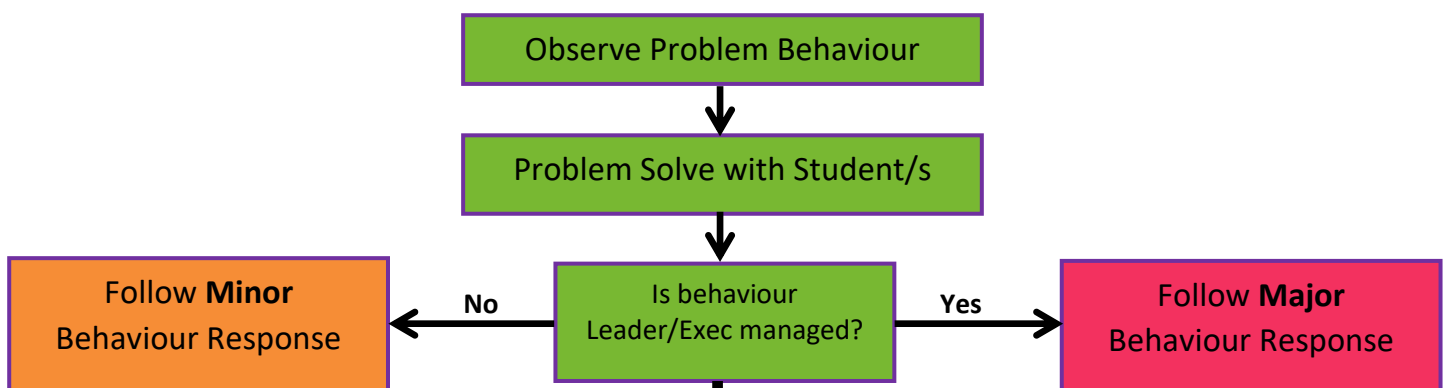 Observe Problem Behaviour
Problem Solve with Student/s
Follow Minor
Behaviour Response
No
Is behaviour
Leader/Exec managed?
Yes
Follow Major
Behaviour Response